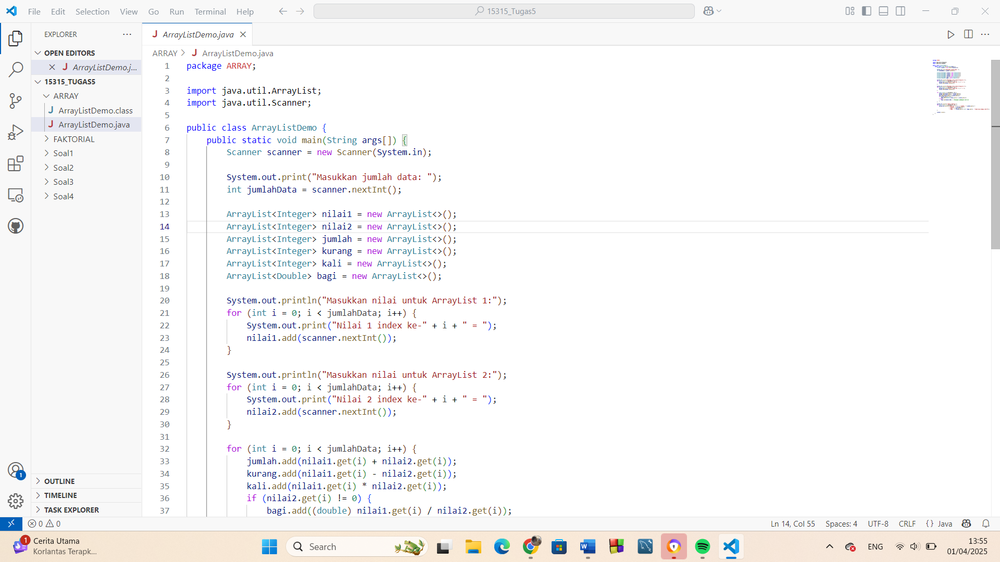 File Edit Selection View Go Run Terminal Help
15315_Tugas5
EXPLORER
OPEN EDITORS
ArrayListDemo.j...
15315_TUGAS5
ARRAY
ArrayListDemo.class
ArrayListDemo.java
FAKTORIAL
Soal1
Soal2
Soal3
Soal4
OUTLINE
TIMELINE
TASK EXPLORER
ArrayListDemo.java
ARRAY > ArrayListDemo.java
1 package ARRAY;
2
3 import java.util.ArrayList;
4 import java.util.Scanner;
5
6 public class ArrayListDemo {
7 public static void main(String args[]) {
8 Scanner scanner = new Scanner(System.in);
9
10 System.out.print("Masukkan jumlah data: ");
11 int jumlahData = scanner.nextInt();
12
13 ArrayList<Integer> nilai1 = new ArrayList<>();
14 ArrayList<Integer> nilai2 = new ArrayList<>();
15 ArrayList<Integer> jumlah = new ArrayList<>();
16 ArrayList<Integer> kurang = new ArrayList<>();
17 ArrayList<Integer> kali = new ArrayList<>();
18 ArrayList<Double> bagi = new ArrayList<>();
19
20 System.out.println("Masukkan nilai untuk ArrayList 1:");
21 for (int i = 0; i < jumlahData; i++) {
22 System.out.print("Nilai 1 index ke-" + i + " = ");
23 nilai1.add(scanner.nextInt());
24 }
25
26 System.out.println("Masukkan nilai untuk ArrayList 2:");
27 for (int i = 0; i < jumlahData; i++) {
28 System.out.print("Nilai 2 index ke-" + i + " = ");
29 nilai2.add(scanner.nextInt());
30 }
31
32 for (int i = 0; i < jumlahData; i++) {
33 jumlah.add(nilai1.get(i) + nilai2.get(i));
34 kurang.add(nilai1.get(i) - nilai2.get(i));
35 kali.add(nilai1.get(i) * nilai2.get(i));
36 if (nilai2.get(i) != 0) {
37 bagi.add((double) nilai1.get(i) / nilai2.get(i));
1
0 0
Ln 14, Col 55 Spaces: 4 UTF-8 CRLF {} Java
1
Cerita Utama
Korlantas Terapk...
Search
ENG
13:55
01/04/2025